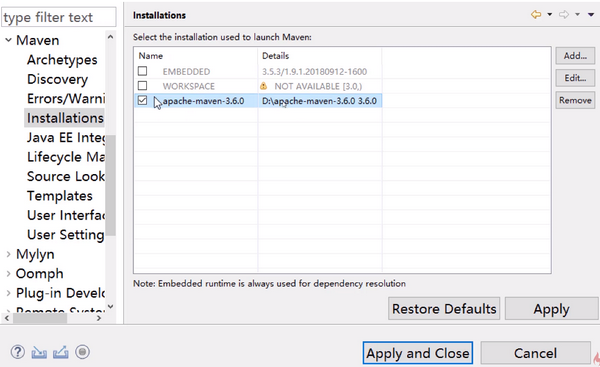 type filter text
Maven
Archetypes
Discovery
Errors/Warni
Installations
Java EE Integ
Lifecycle Ma
Source Look
Templates
User Interfac
User Setting
Mylyn
Oomph
Plug-in Devel
Remote System
Installations
Select the installation used to launch Maven:
Name Details
EMBEDDED 3.5.3/1.9.1.20180912-1600
WORKSPACE NOT AVAILABLE [3.0,)
apache-maven-3.6.0 D:\apache-maven-3.6.0 3.6.0
Add...
Edit...
Remove
Note: Embedded runtime is always used for dependency resolution
Restore Defaults Apply
Apply and Close Cancel